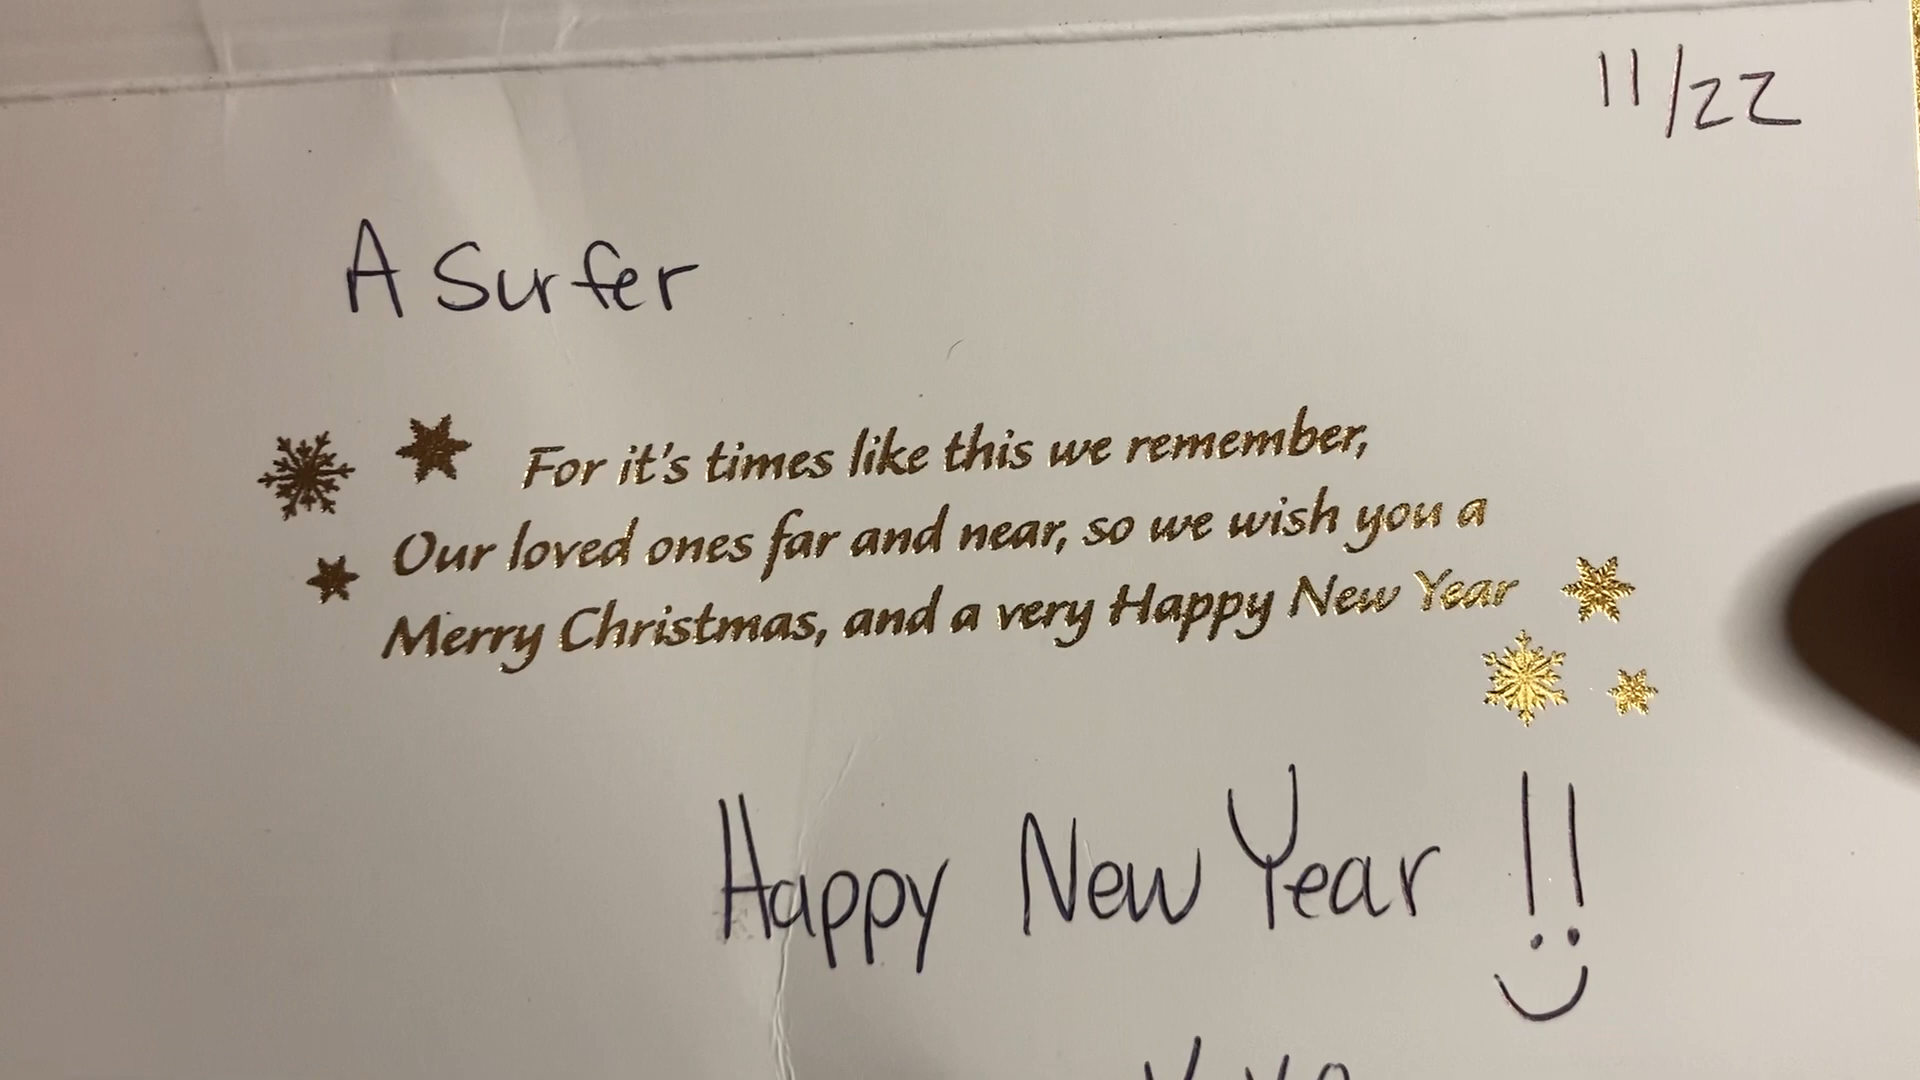 11/22
A Surfer
For it's times like this we remember,
Our loved ones far and near, so we wish you a
Merry Christmas, and a very Happy New Year
Happy New Year !!